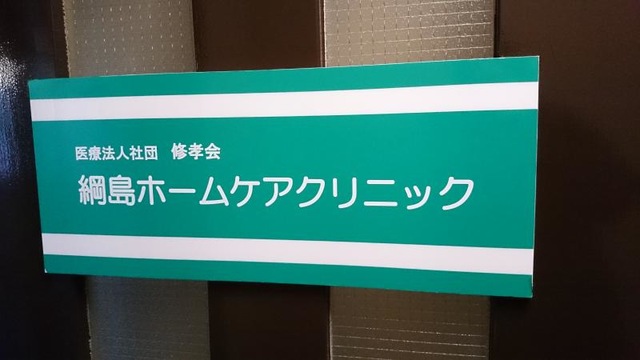 医療法人社団 修孝会
綱島ホームケアクリニック